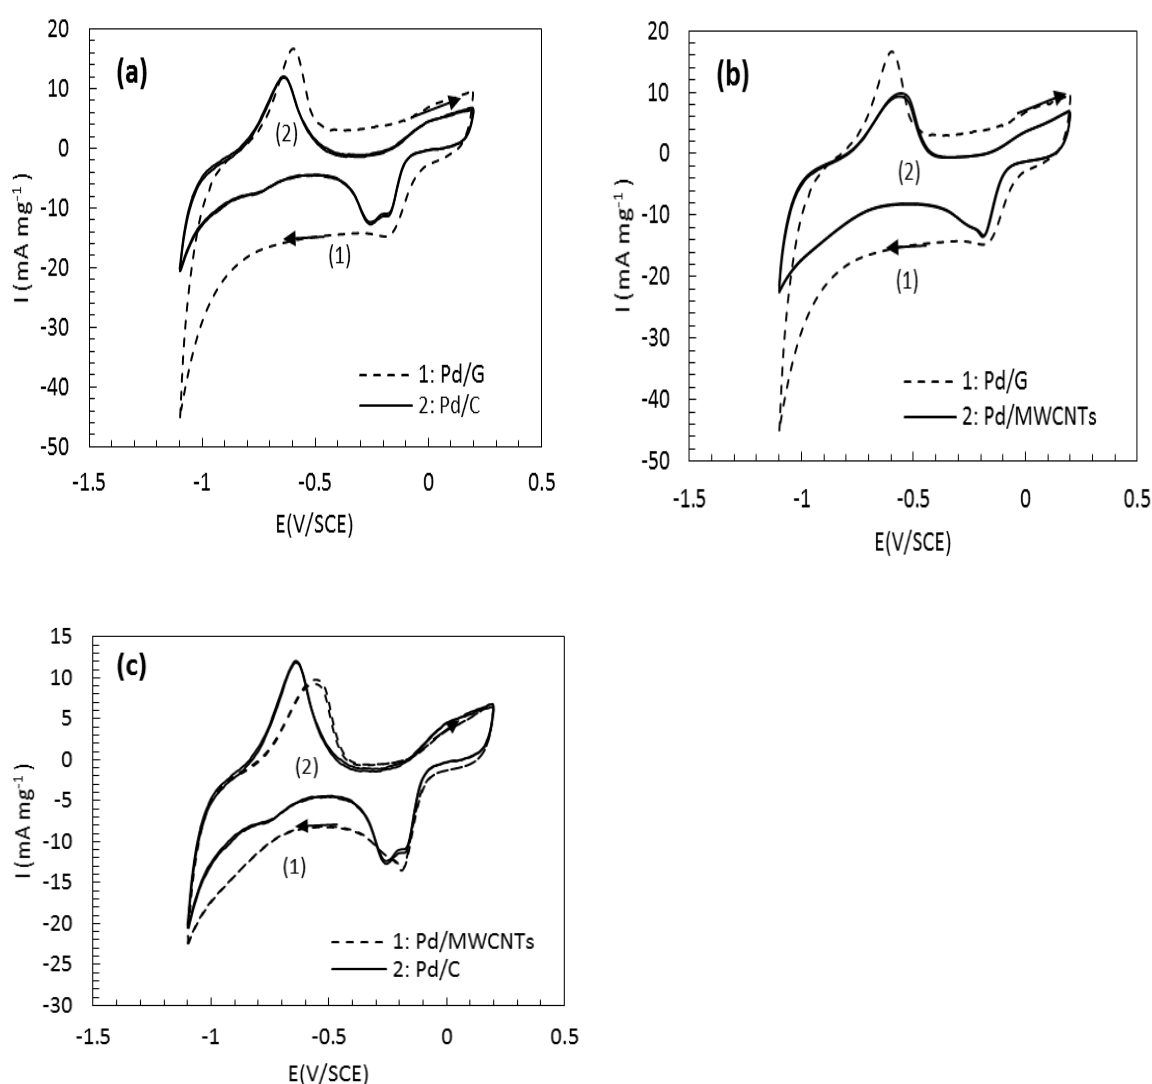 (a)
20
10
0
-10
-20
-30
-40
-50
I (mA mg⁻¹)
(2)
(1)
1: Pd/G
2: Pd/C
-1.5 -1 -0.5 0 0.5
E(V/SCE)
(b)
20
10
0
-10
-20
-30
-40
-50
I (mA mg⁻¹)
(2)
(1)
1: Pd/G
2: Pd/MWCNTs
-1.5 -1 -0.5 0 0.5
E(V/SCE)
(c)
15
10
5
0
-5
-10
-15
-20
-25
-30
I (mA mg⁻¹)
(2)
(1)
1: Pd/MWCNTs
2: Pd/C
-1.5 -1 -0.5 0 0.5
E(V/SCE)